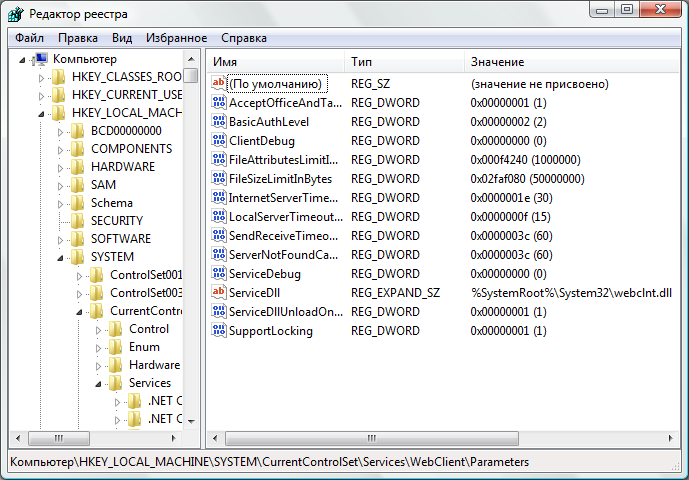 Редактор реестра
Файл Правка Вид Избранное Справка
Компьютер
HKEY_CLASSES_ROO
HKEY_CURRENT_USE
HKEY_LOCAL_MACH
BCD00000000
COMPONENTS
HARDWARE
SAM
Schema
SECURITY
SOFTWARE
SYSTEM
ControlSet001
ControlSet003
CurrentContro
Control
Enum
Hardware
Services
.NET C
.NET C
Имя Тип Значение
(По умолчанию) REG_SZ (значение не присвоено)
AcceptOfficeAndTa... REG_DWORD 0x00000001 (1)
BasicAuthLevel REG_DWORD 0x00000002 (2)
ClientDebug REG_DWORD 0x00000000 (0)
FileAttributesLimitI... REG_DWORD 0x000f4240 (1000000)
FileSizeLimitInBytes REG_DWORD 0x02faf080 (50000000)
InternetServerTime... REG_DWORD 0x0000001e (30)
LocalServerTimeout... REG_DWORD 0x0000000f (15)
SendReceiveTimeo... REG_DWORD 0x0000003c (60)
ServerNotFoundCa... REG_DWORD 0x0000003c (60)
ServiceDebug REG_DWORD 0x00000000 (0)
ServiceDll REG_EXPAND_SZ %SystemRoot%\System32\webclnt.dll
ServiceDllUnloadOn... REG_DWORD 0x00000001 (1)
SupportLocking REG_DWORD 0x00000001 (1)
Компьютер\HKEY_LOCAL_MACHINE\SYSTEM\CurrentControlSet\Services\WebClient\Parameters